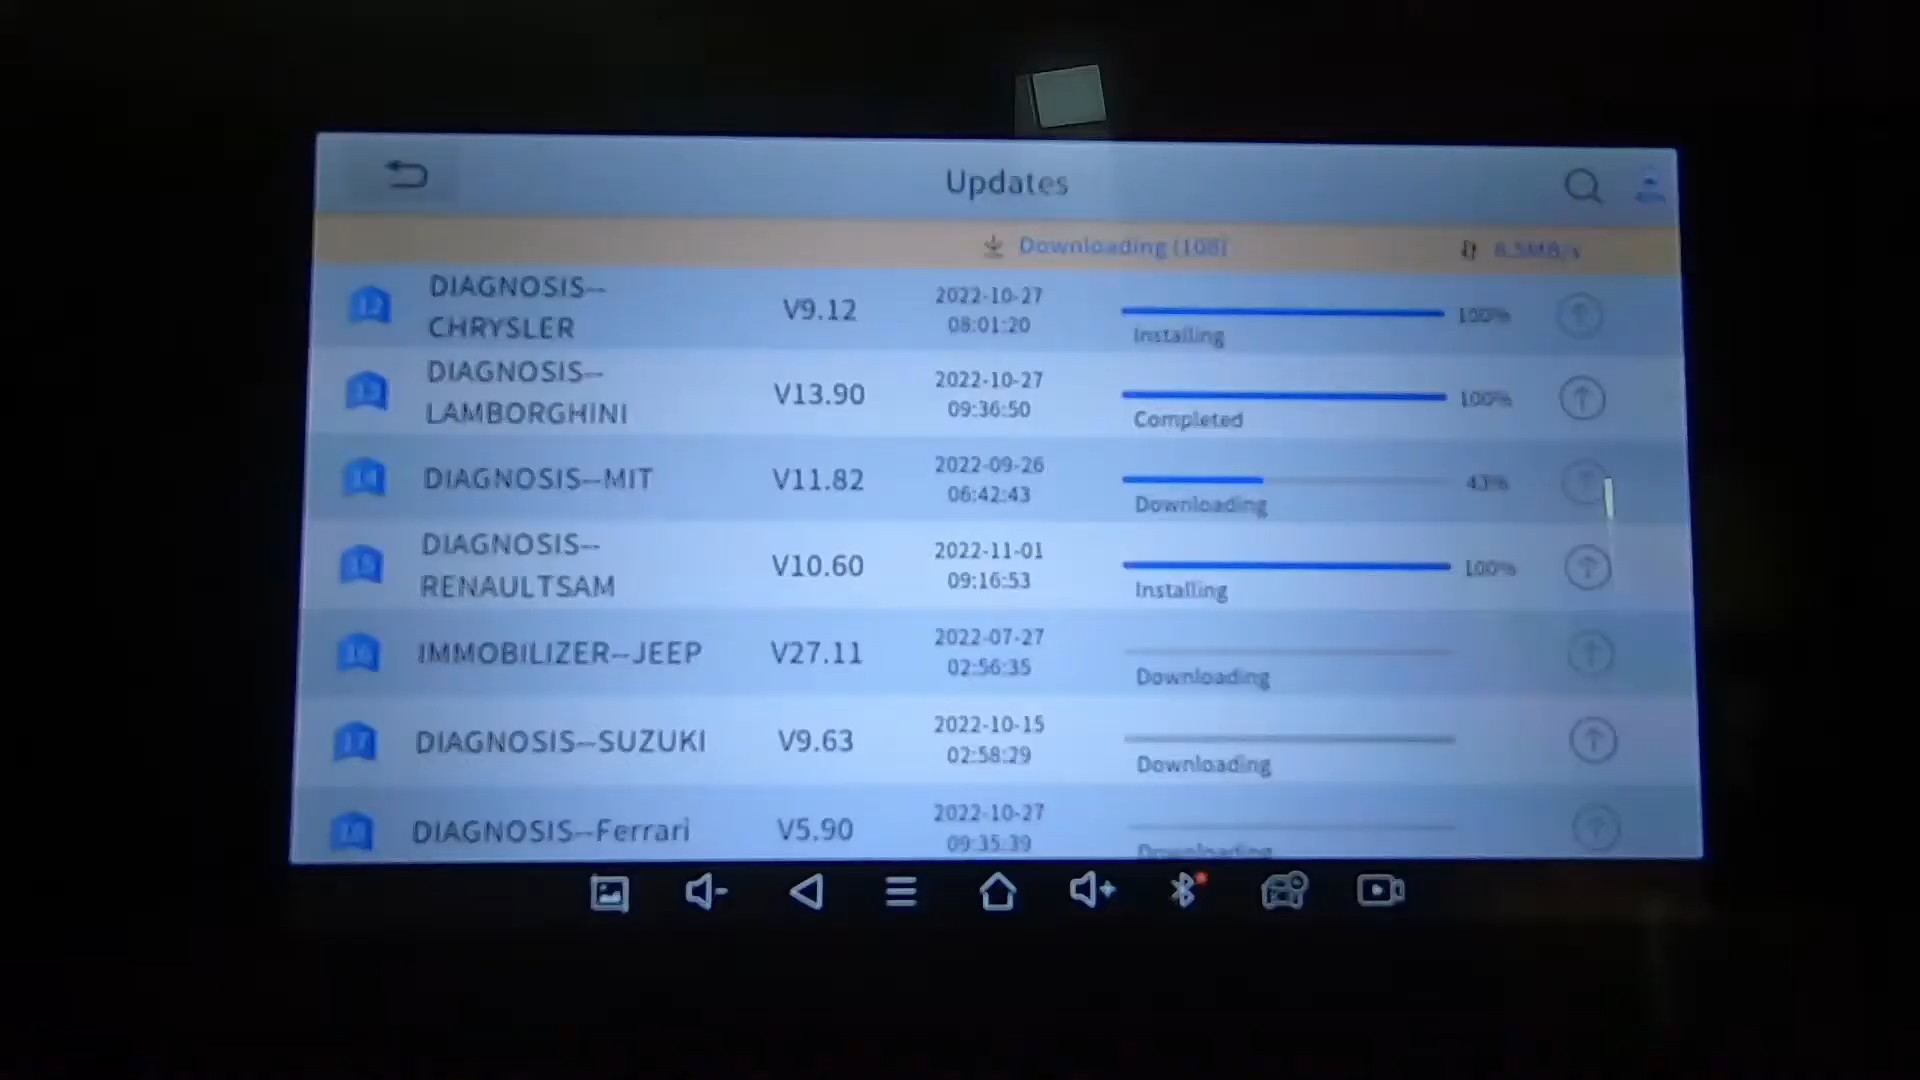 Updates
Downloading (108)
DIAGNOSIS--
CHRYSLER
V9.12
2022-10-27
08:01:20
Installing
100%
DIAGNOSIS--
LAMBORGHINI
V13.90
2022-10-27
09:36:50
Completed
100%
DIAGNOSIS--MIT
V11.82
2022-09-26
06:42:43
Downloading
43%
DIAGNOSIS--
RENAULTSAM
V10.60
2022-11-01
09:16:53
Installing
100%
IMMOBILIZER--JEEP
V27.11
2022-07-27
02:56:35
Downloading
17
DIAGNOSIS--SUZUKI
V9.63
2022-10-15
02:58:29
Downloading
DIAGNOSIS--Ferrari
V5.90
2022-10-27
09:35:39
Downloading